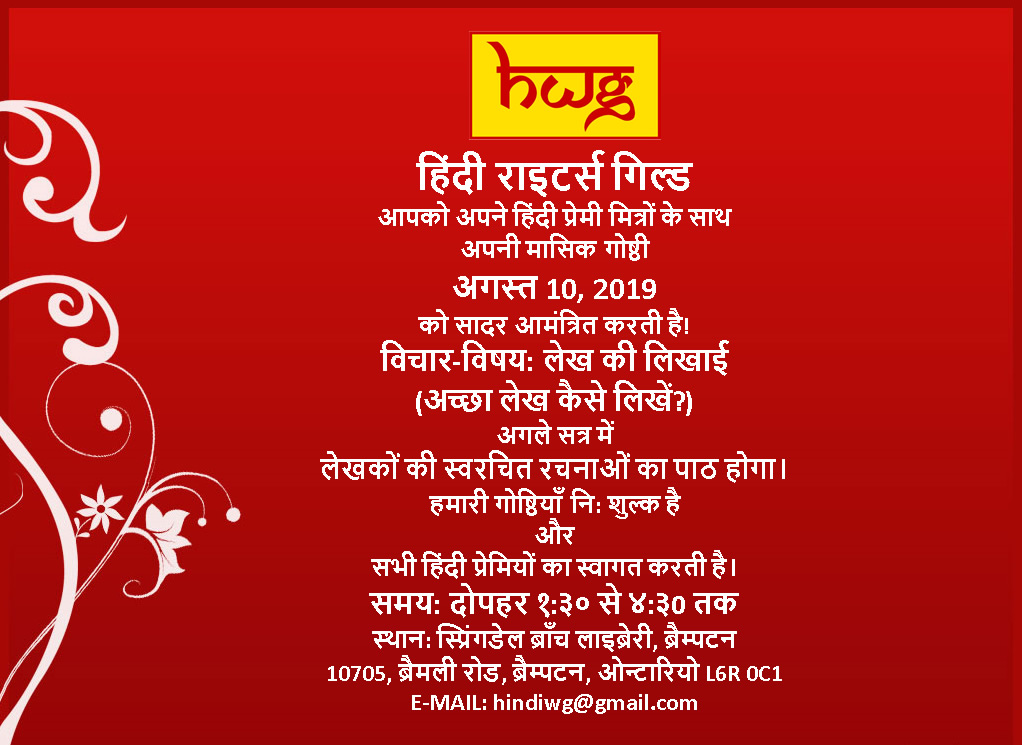 hwg
हिंदी राइटर्स गिल्ड
आपको अपने हिंदी प्रेमी मित्रों के साथ
अपनी मासिक गोष्ठी
अगस्त 10, 2019
को सादर आमंत्रित करती है!
विचार-विषय: लेख की लिखाई
(अच्छा लेख कैसे लिखें?)
अगले सत्र में
लेखकों की स्वरचित रचनाओं का पाठ होगा।
हमारी गोष्ठियाँ नि: शुल्क है
और
सभी हिंदी प्रेमियों का स्वागत करती है।
समय: दोपहर १:३० से ४:३0 तक
स्थान: स्प्रिंगडेल ब्राँच लाइब्रेरी, ब्रैम्पटन
10705, ब्रैमली रोड, ब्रैम्पटन, ओन्टारियो L6R 0C1
E-MAIL: hindiwg@gmail.com